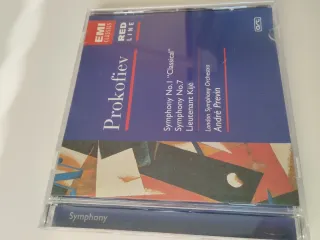 EMI
CLASSICS
RED
LINE
Prokofiev
Symphony No.1 "Classical"
Symphony No.7
Lieutenant Kijé
London Symphony Orchestra
André Previn
Symphony